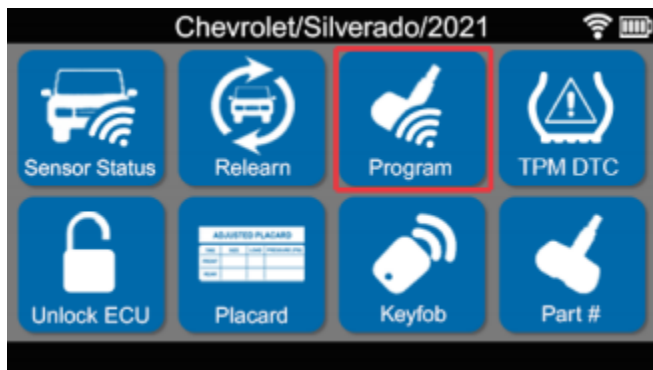 Chevrolet/Silverado/2021
Sensor Status
Relearn
Program
TPM DTC
Unlock ECU
ADJUSTED PLACARD
Placard
Keyfob
Part #